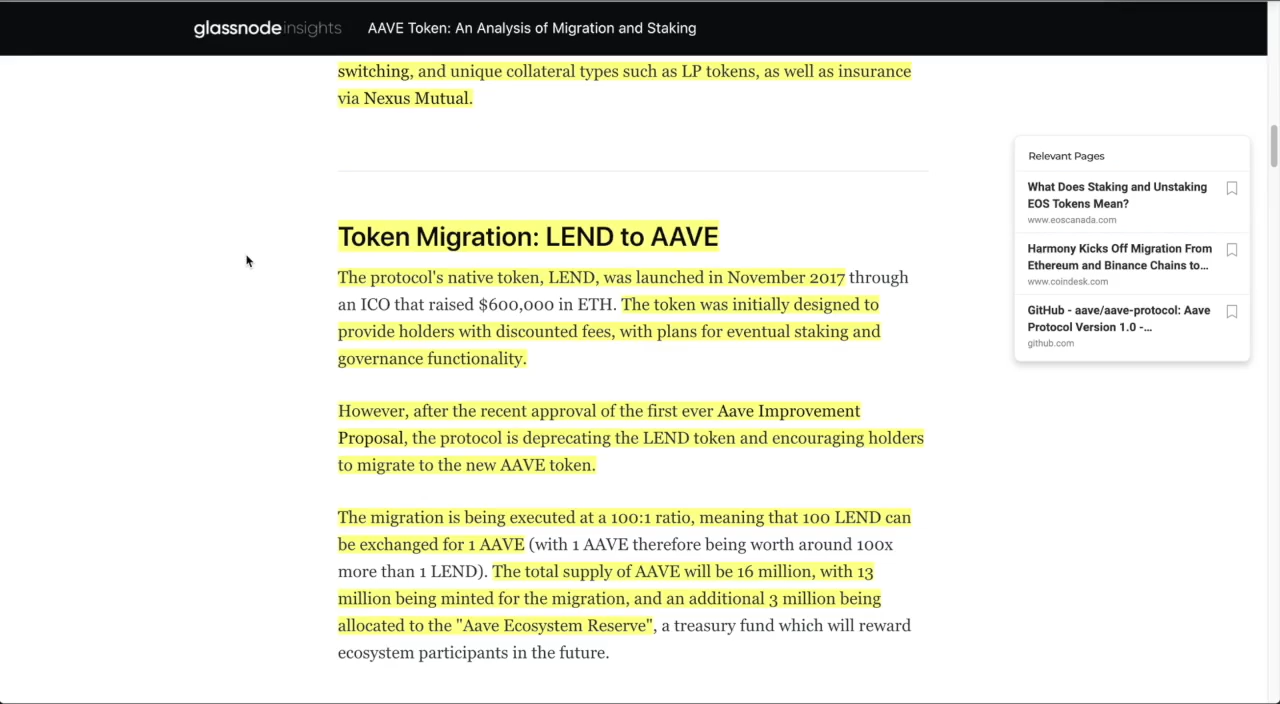 glassnodeinsights AAVE Token: An Analysis of Migration and Staking
switching, and unique collateral types such as LP tokens, as well as insurance
via Nexus Mutual.
Token Migration: LEND to AAVE
The protocol's native token, LEND, was launched in November 2017 through
an ICO that raised $600,000 in ETH. The token was initially designed to
provide holders with discounted fees, with plans for eventual staking and
governance functionality.
However, after the recent approval of the first ever Aave Improvement
Proposal, the protocol is deprecating the LEND token and encouraging holders
to migrate to the new AAVE token.
The migration is being executed at a 100:1 ratio, meaning that 100 LEND can
be exchanged for 1 AAVE (with 1 AAVE therefore being worth around 100x
more than 1 LEND). The total supply of AAVE will be 16 million, with 13
million being minted for the migration, and an additional 3 million being
allocated to the "Aave Ecosystem Reserve", a treasury fund which will reward
ecosystem participants in the future.
Relevant Pages
What Does Staking and Unstaking
EOS Tokens Mean?
www.eoscanada.com
Harmony Kicks Off Migration From
Ethereum and Binance Chains to...
www.coindesk.com
GitHub - aave/aave-protocol: Aave
Protocol Version 1.0 -...
github.com